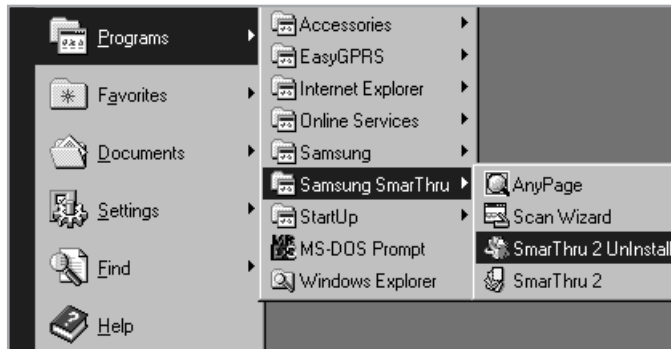 Programs
Favorites
Documents
Settings
Find
Help
Accessories
EasyGPRS
Internet Explorer
Online Services
Samsung
Samsung SmarThru
StartUp
MS-DOS Prompt
Windows Explorer
AnyPage
Scan Wizard
SmarThru 2 UnInstall
SmarThru 2